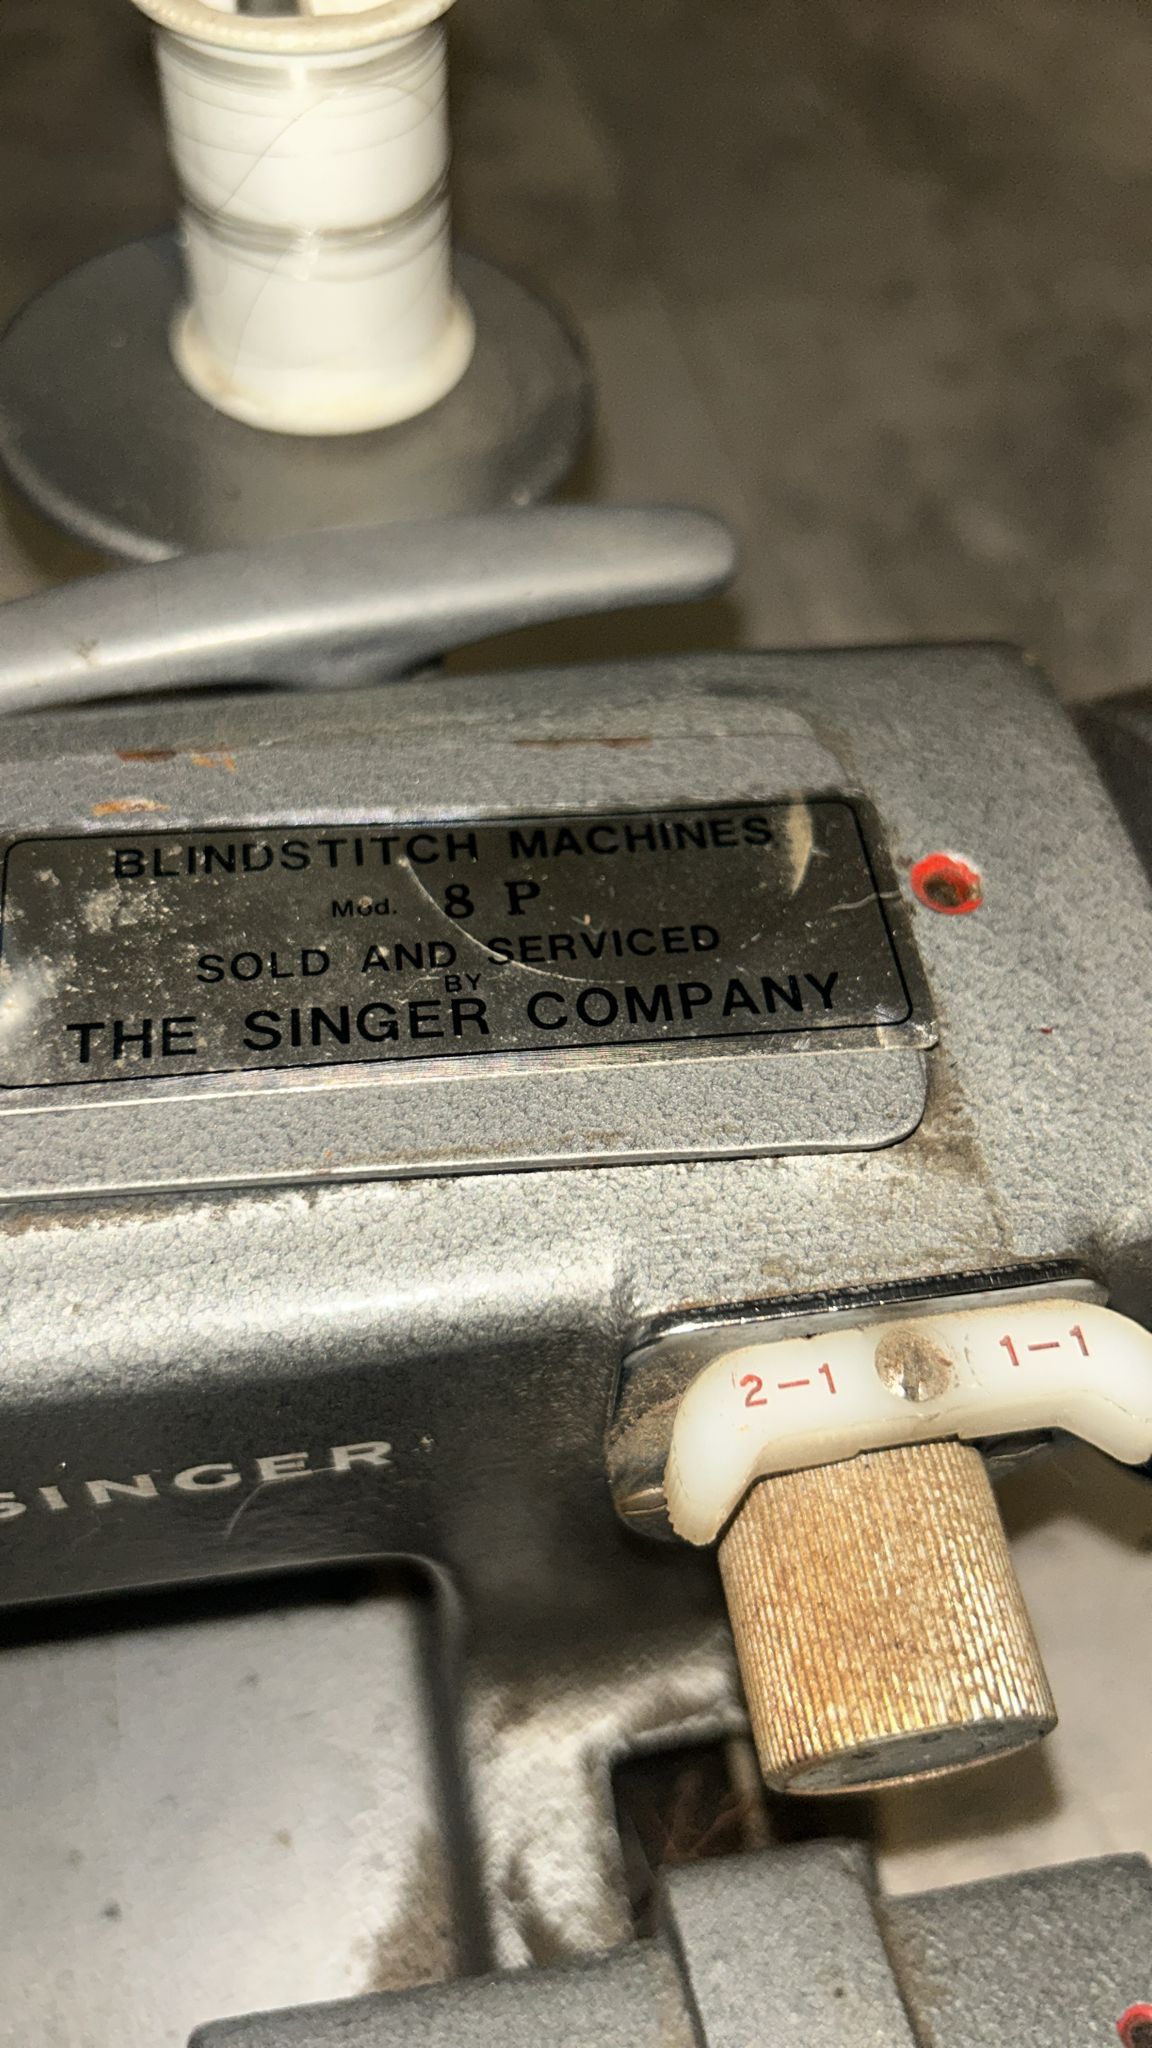 BLINDSTITCH MACHINES
Mod. 8 P
SOLD AND SERVICED
BY
THE SINGER COMPANY
2-1 1-1
SINGER